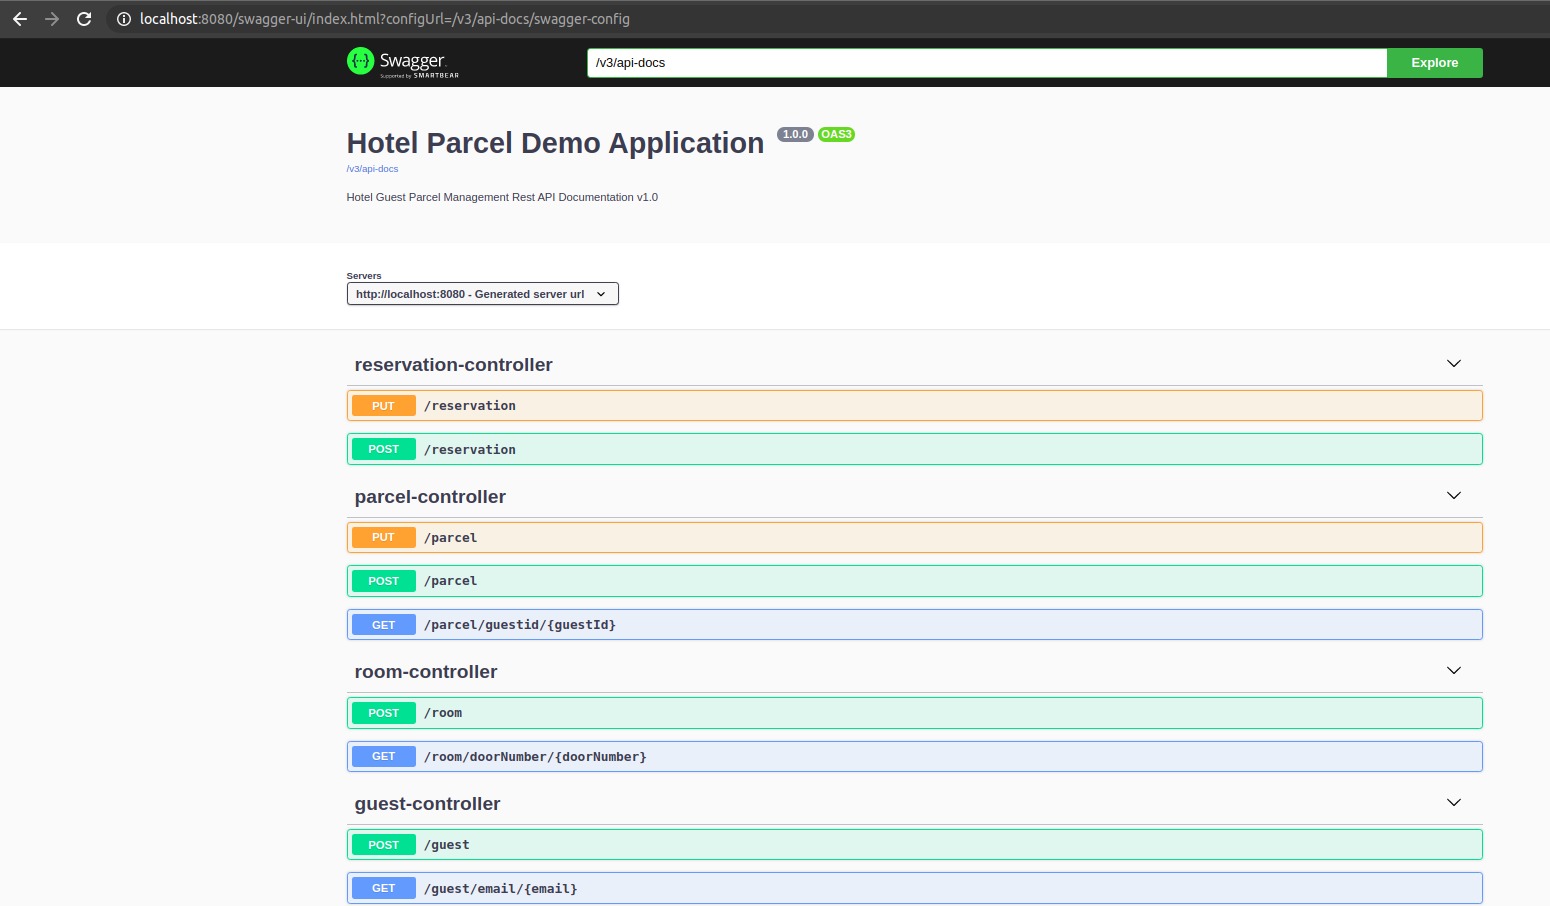 localhost:8080/swagger-ui/index.html?configUrl=/v3/api-docs/swagger-config
{···} Swagger.
Supported by SMARTBEAR
/v3/api-docs
Explore
Hotel Parcel Demo Application 1.0.0 OAS3
/v3/api-docs
Hotel Guest Parcel Management Rest API Documentation v1.0
Servers
http://localhost:8080 - Generated server url
reservation-controller
PUT /reservation
POST /reservation
parcel-controller
PUT /parcel
POST /parcel
GET /parcel/guestid/{guestId}
room-controller
POST /room
GET /room/doorNumber/{doorNumber}
guest-controller
POST /guest
GET /guest/email/{email}